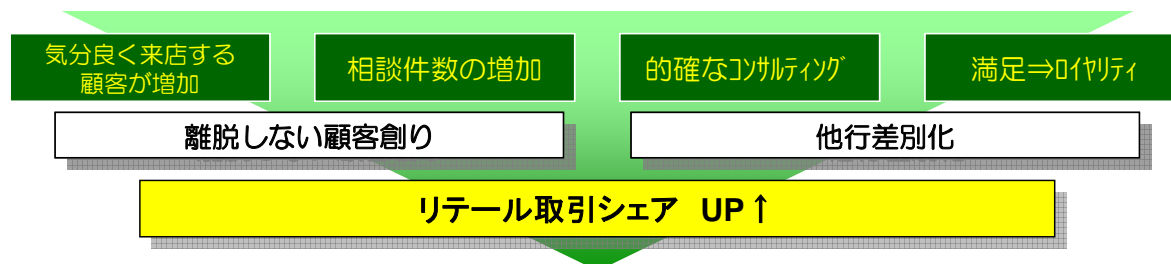 気分良く来店する
顧客が増加
相談件数の増加
的確なｺﾝｻﾙﾃｨﾝｸﾞ
満足⇒ﾛｲﾔﾘﾃｨ
離脱しない顧客創り
他行差別化
リテール取引シェア UP↑